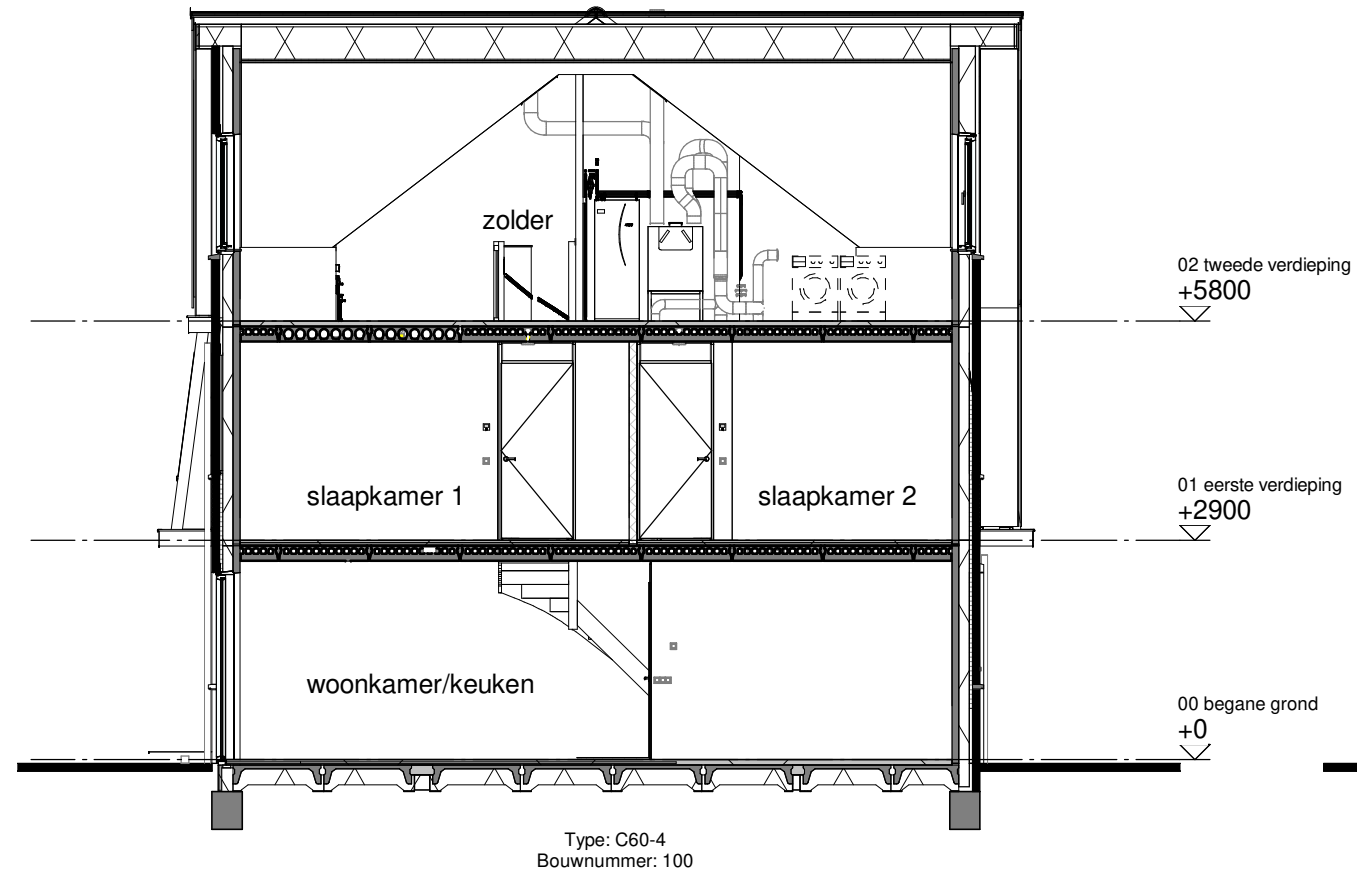 zolder
02 tweede verdieping
+5800
slaapkamer 1
slaapkamer 2
01 eerste verdieping
+2900
woonkamer/keuken
00 begane grond
+0
Type: C60-4
Bouwnummer: 100